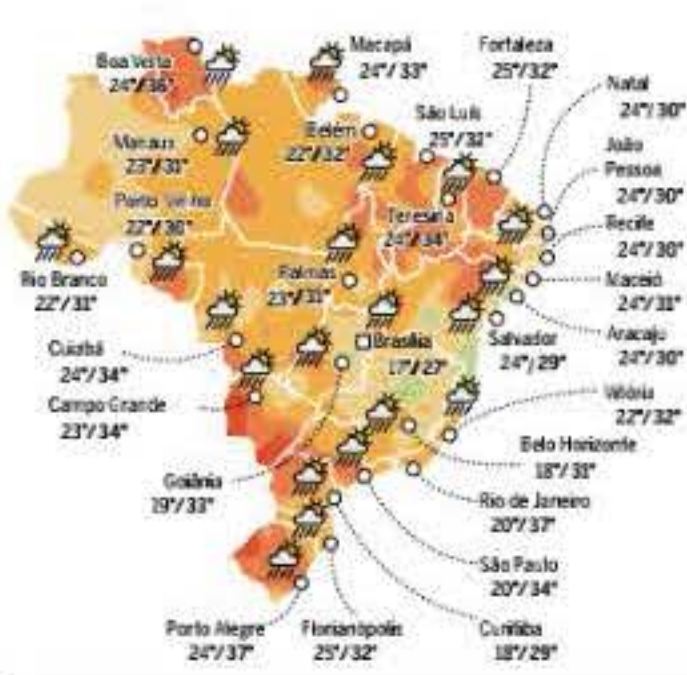 Boa Vista
24°/36°
Macapá
24°/33°
Fortaleza
25°/32°
Natal
24°/30°
João
Pessoa
24°/30°
Recife
24°/30°
Maceió
24°/31°
Aracaju
24°/30°
São Luís
25°/32°
Belém
22°/32°
Manaus
23°/31°
Porto Velho
22°/30°
Teresina
24°/34°
Rio Branco
22°/31°
Palmas
23°/31°
Salvador
24°/29°
Brasília
17°/27°
Cuiabá
24°/34°
Campo Grande
23°/34°
Vitória
22°/32°
Belo Horizonte
18°/31°
Goiânia
19°/33°
Rio de Janeiro
20°/37°
São Paulo
20°/34°
Porto Alegre
24°/37°
Florianópolis
25°/32°
Curitiba
18°/29°